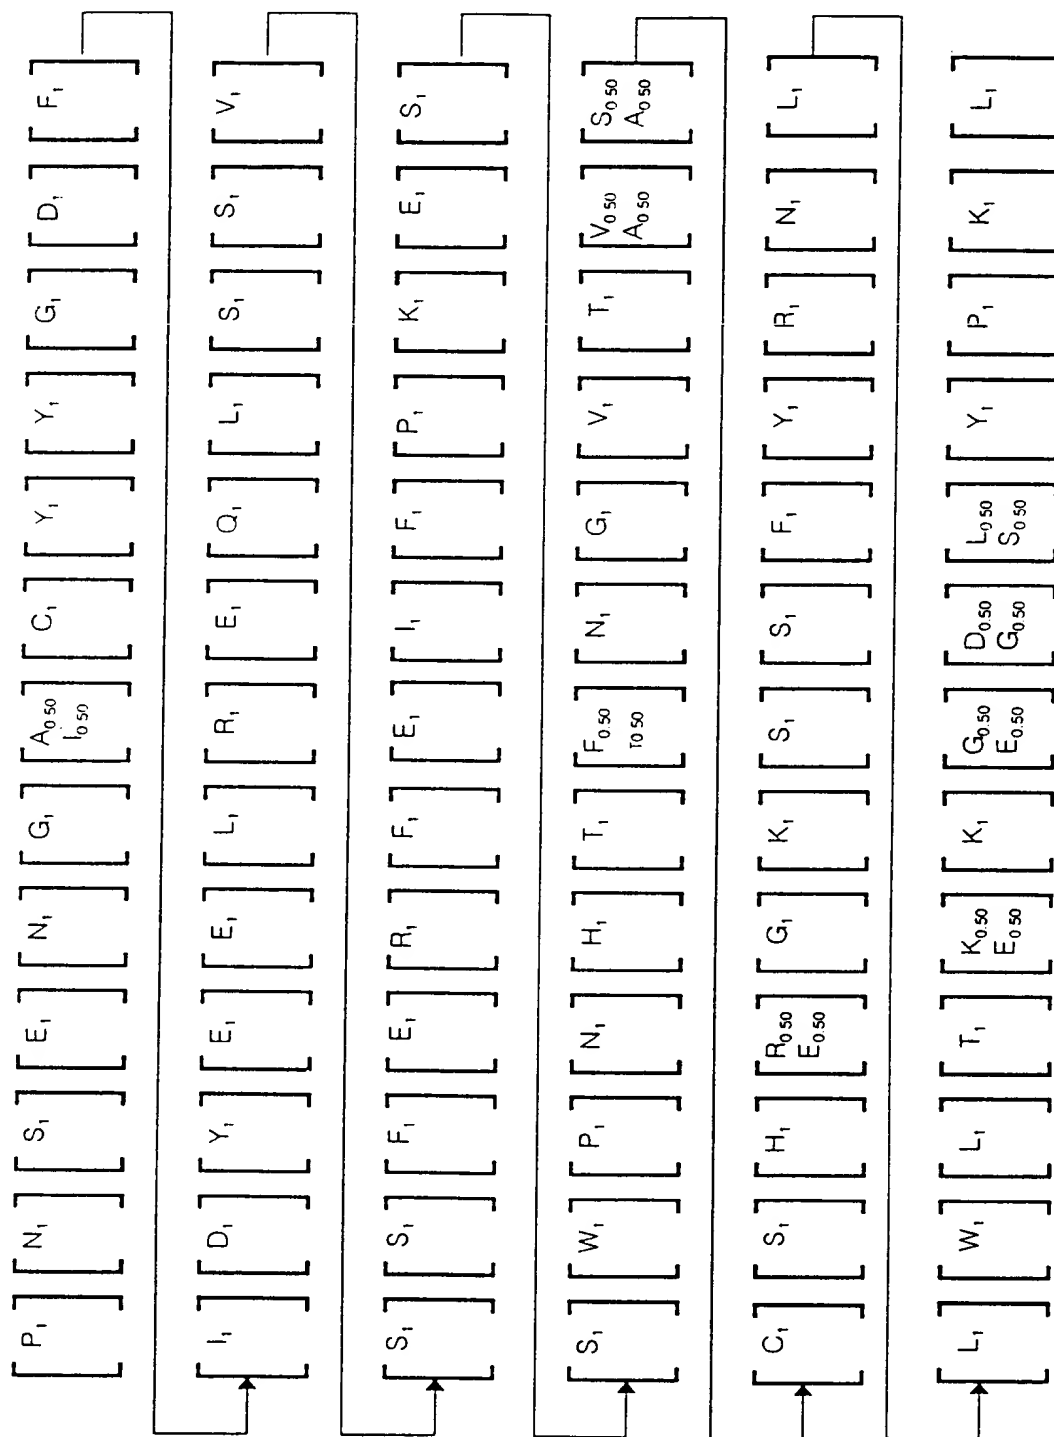 [P₁] [N₁] [S₁] [E₁] [N₁] [G₁] [A₀.₅₀ I₀.₅₀] [C₁] [Y₁] [Y₁] [G₁] [D₁] [F₁]
[I₁] [D₁] [Y₁] [E₁] [E₁] [L₁] [R₁] [E₁] [Q₁] [L₁] [S₁] [S₁] [V₁]
[S₁] [S₁] [F₁] [E₁] [R₁] [F₁] [E₁] [I₁] [F₁] [P₁] [K₁] [E₁] [S₁]
[S₁] [W₁] [P₁] [N₁] [H₁] [T₁] [F₀.₅₀ T₀.₅₀] [N₁] [G₁] [V₁] [T₁] [V₀.₅₀ A₀.₅₀] [S₀.₅₀ A₀.₅₀]
[C₁] [S₁] [H₁] [R₀.₅₀ E₀.₅₀] [G₁] [K₁] [S₁] [S₁] [F₁] [Y₁] [R₁] [N₁] [L₁]
[L₁] [W₁] [L₁] [T₁] [K₀.₅₀ E₀.₅₀] [K₁] [G₀.₅₀ E₀.₅₀] [D₀.₅₀ G₀.₅₀] [L₀.₅₀ S₀.₅₀] [Y₁] [P₁] [K₁] [L₁]